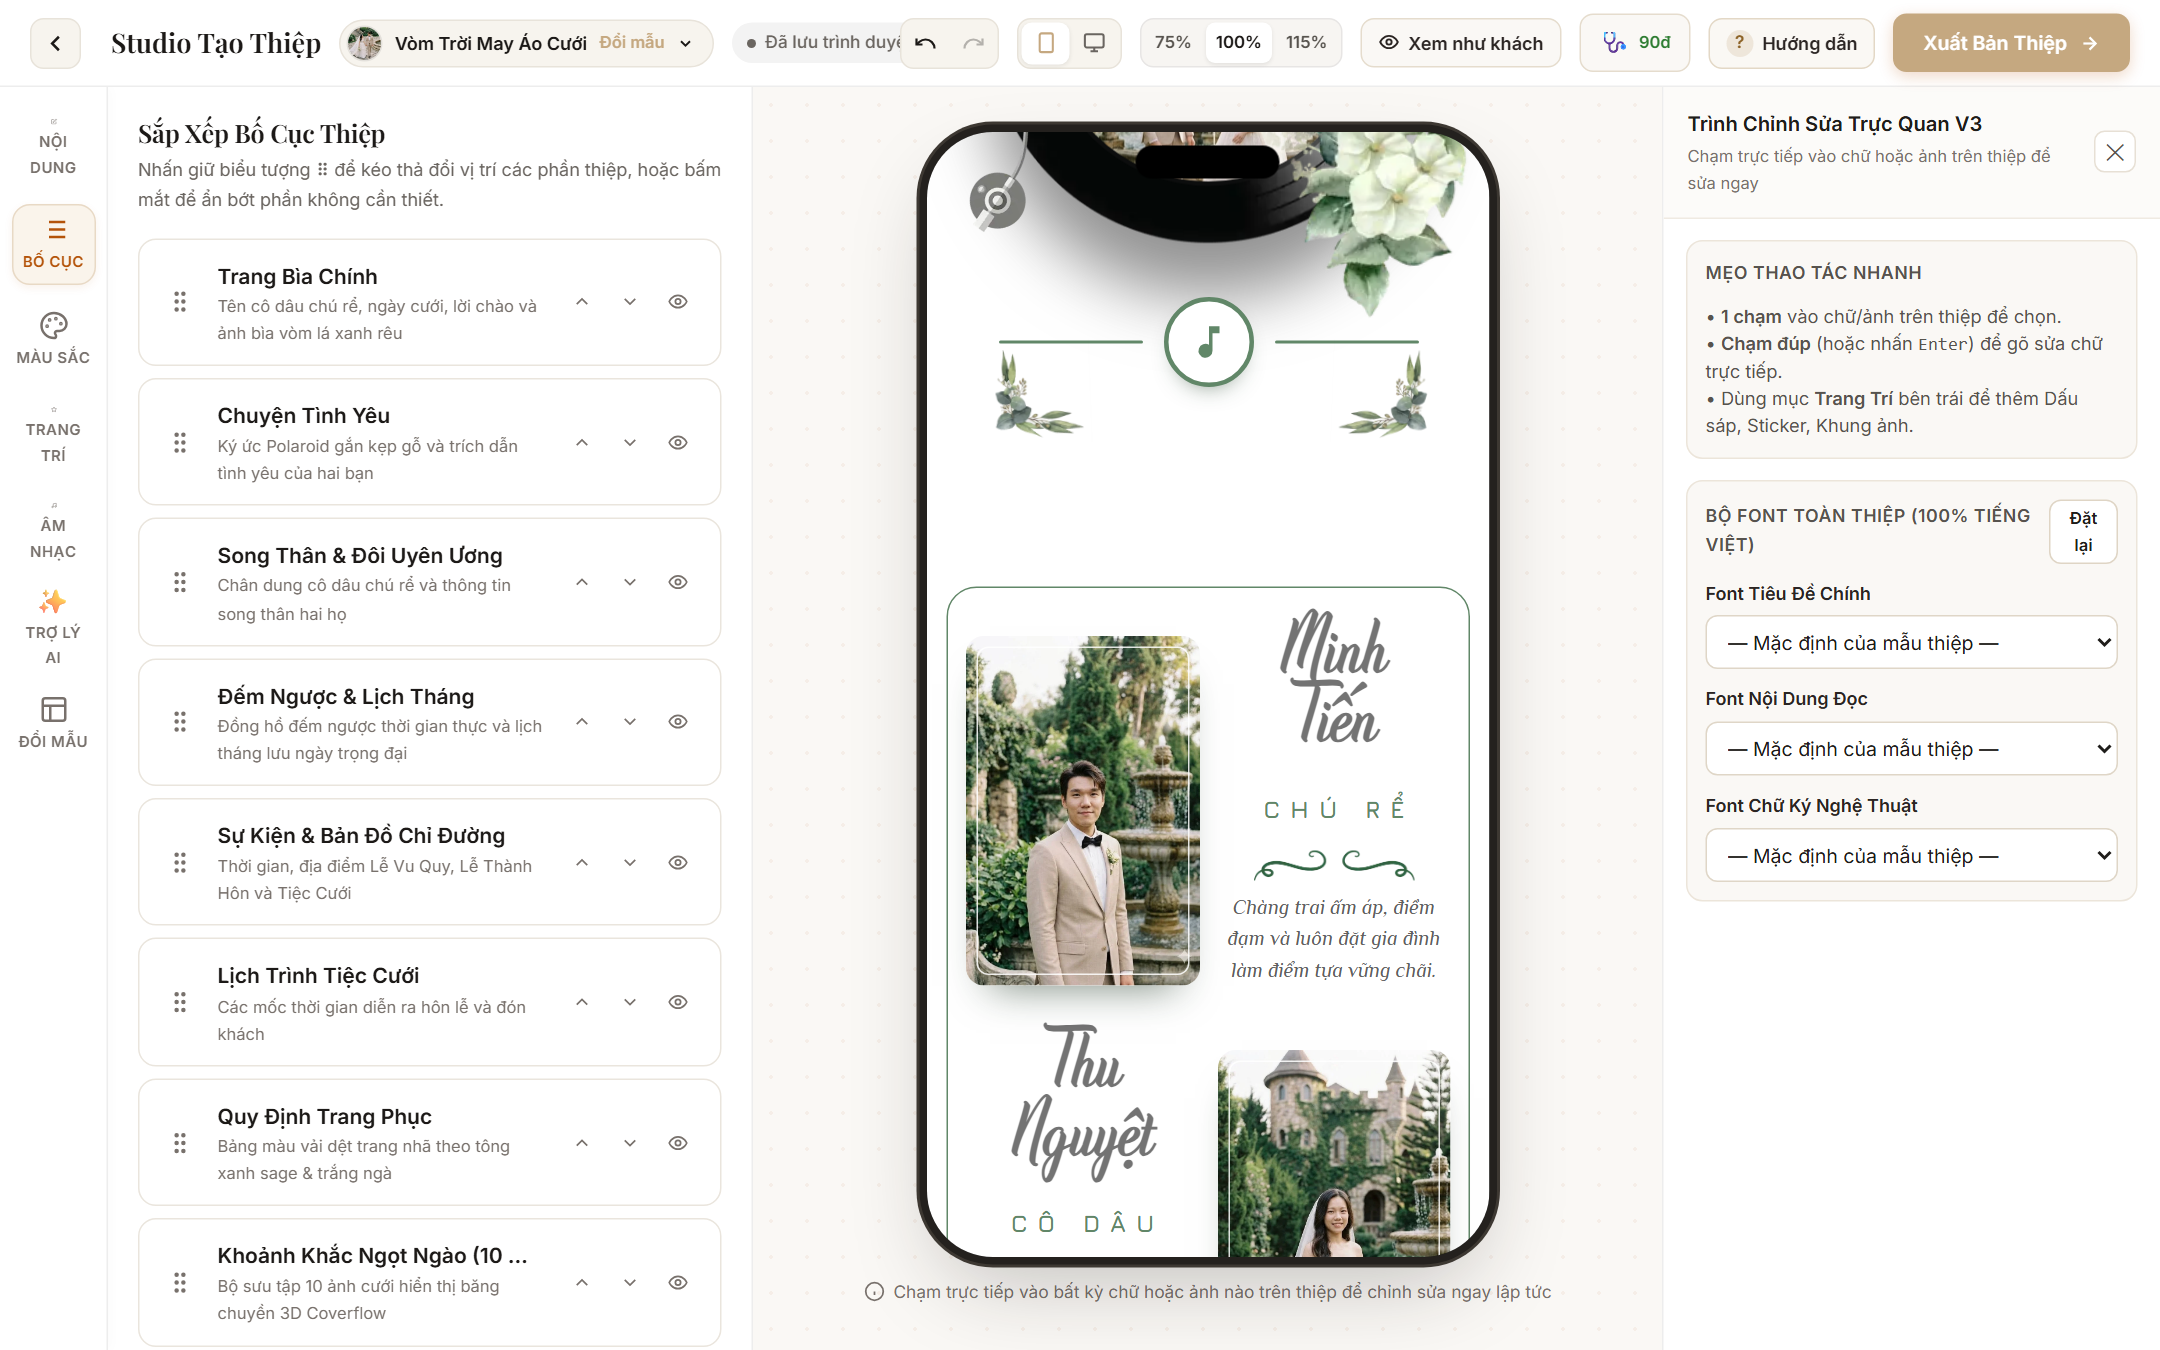 Studio Tạo Thiệp
Vòm Trời May Áo Cưới Đổi mẫu
Đã lưu trình duyệ
75% 100% 115%
Xem như khách
90đ
? Hướng dẫn
Xuất Bản Thiệp →
NỘI
DUNG
BỐ CỤC
MÀU SẮC
TRANG
TRÍ
ÂM
NHẠC
TRỢ LÝ
AI
ĐỔI MẪU
Sắp Xếp Bố Cục Thiệp
Nhấn giữ biểu tượng ⠿ để kéo thả đổi vị trí các phần thiệp, hoặc bấm
mắt để ẩn bớt phần không cần thiết.
Trang Bìa Chính
Tên cô dâu chú rể, ngày cưới, lời chào và
ảnh bìa vòm lá xanh rêu
Chuyện Tình Yêu
Ký ức Polaroid gắn kẹp gỗ và trích dẫn
tình yêu của hai bạn
Song Thân & Đôi Uyên Ương
Chân dung cô dâu chú rể và thông tin
song thân hai họ
Đếm Ngược & Lịch Tháng
Đồng hồ đếm ngược thời gian thực và lịch
tháng lưu ngày trọng đại
Sự Kiện & Bản Đồ Chỉ Đường
Thời gian, địa điểm Lễ Vu Quy, Lễ Thành
Hôn và Tiệc Cưới
Lịch Trình Tiệc Cưới
Các mốc thời gian diễn ra hôn lễ và đón
khách
Quy Định Trang Phục
Bảng màu vải dệt trang nhã theo tông
xanh sage & trắng ngà
Khoảnh Khắc Ngọt Ngào (10 ...
Bộ sưu tập 10 ảnh cưới hiển thị băng
chuyền 3D Coverflow
Minh
Tiến
CHÚ RỂ
Chàng trai ấm áp, điềm
đạm và luôn đặt gia đình
làm điểm tựa vững chãi.
Thu
Nguyệt
CÔ DÂU
Chạm trực tiếp vào bất kỳ chữ hoặc ảnh nào trên thiệp để chỉnh sửa ngay lập tức
Trình Chỉnh Sửa Trực Quan V3
Chạm trực tiếp vào chữ hoặc ảnh trên thiệp để
sửa ngay
MẸO THAO TÁC NHANH
• 1 chạm vào chữ/ảnh trên thiệp để chọn.
• Chạm đúp (hoặc nhấn Enter) để gõ sửa chữ
trực tiếp.
• Dùng mục Trang Trí bên trái để thêm Dấu
sáp, Sticker, Khung ảnh.
BỘ FONT TOÀN THIỆP (100% TIẾNG
VIỆT)
Đặt
lại
Font Tiêu Đề Chính
— Mặc định của mẫu thiệp —
Font Nội Dung Đọc
— Mặc định của mẫu thiệp —
Font Chữ Ký Nghệ Thuật
— Mặc định của mẫu thiệp —